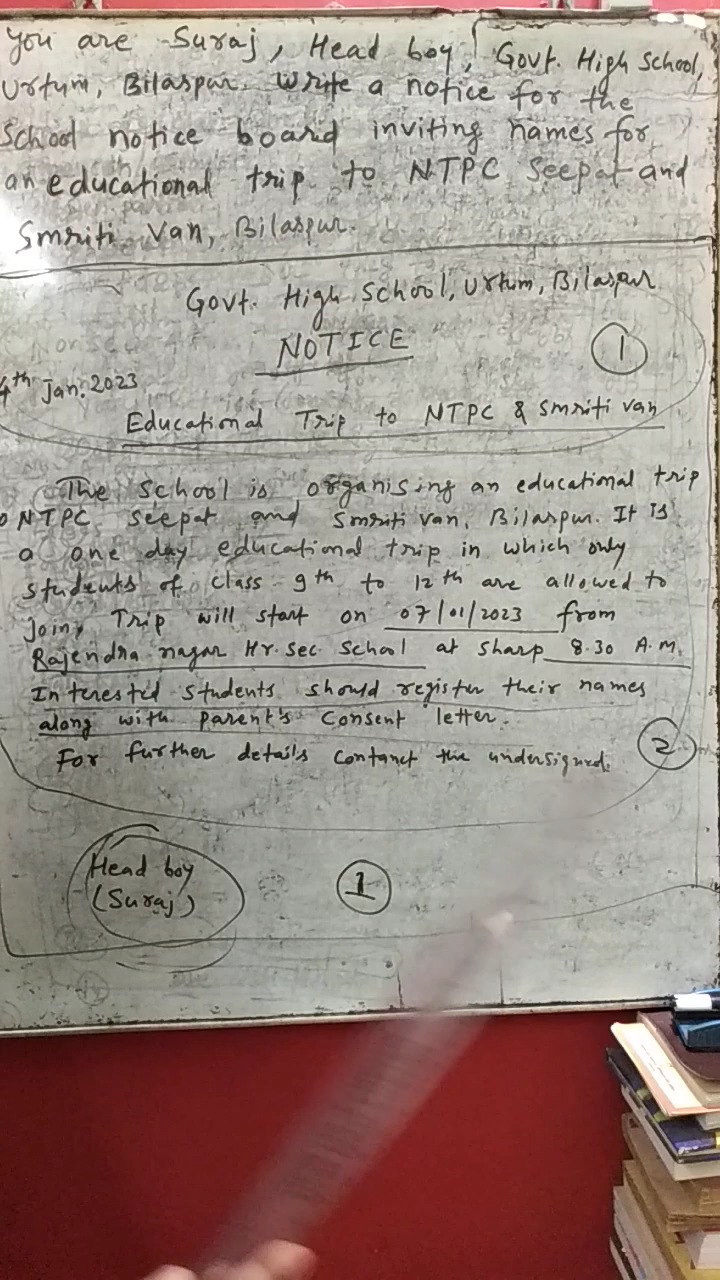 You are Suraj, Head boy, Govt. High School,
Urtum, Bilaspur. Write a notice for the
School notice board inviting names for
an educational trip to NTPC Seepat and
Smriti Van, Bilaspur.
Govt. High School, Urtum, Bilaspur
NOTICE
1
4th Jan. 2023
Educational Trip to NTPC & Smriti van
The school is organising an educational trip
NTPC Seepat and Smriti van, Bilaspur. It is
a one day educational trip in which only
students of class 9th to 12th are allowed to
join, Trip will start on 07/01/2023 from
Rajendra nagar Hr. Sec. School at sharp 8.30 A.M.
Interested students should register their names
along with parent's consent letter.
2
For further details contanct the undersigned.
Head boy
(Suraj)
1